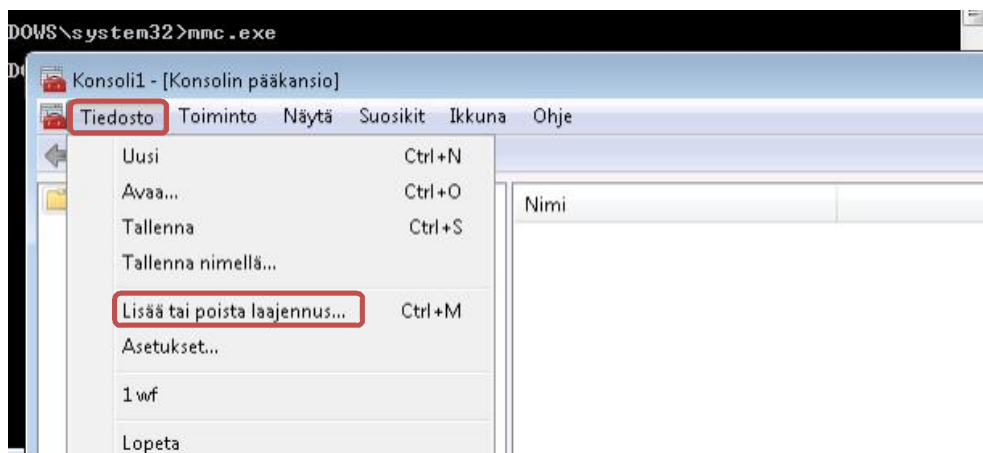 DOWS\system32>mmc.exe
Konsoli1 - [Konsolin pääkansio]
Tiedosto Toiminto Näytä Suosikit Ikkuna Ohje
Uusi Ctrl+N
Avaa... Ctrl+O
Nimi
Tallenna Ctrl+S
Tallenna nimellä...
Lisää tai poista laajennus... Ctrl+M
Asetukset...
1 wf
Lopeta